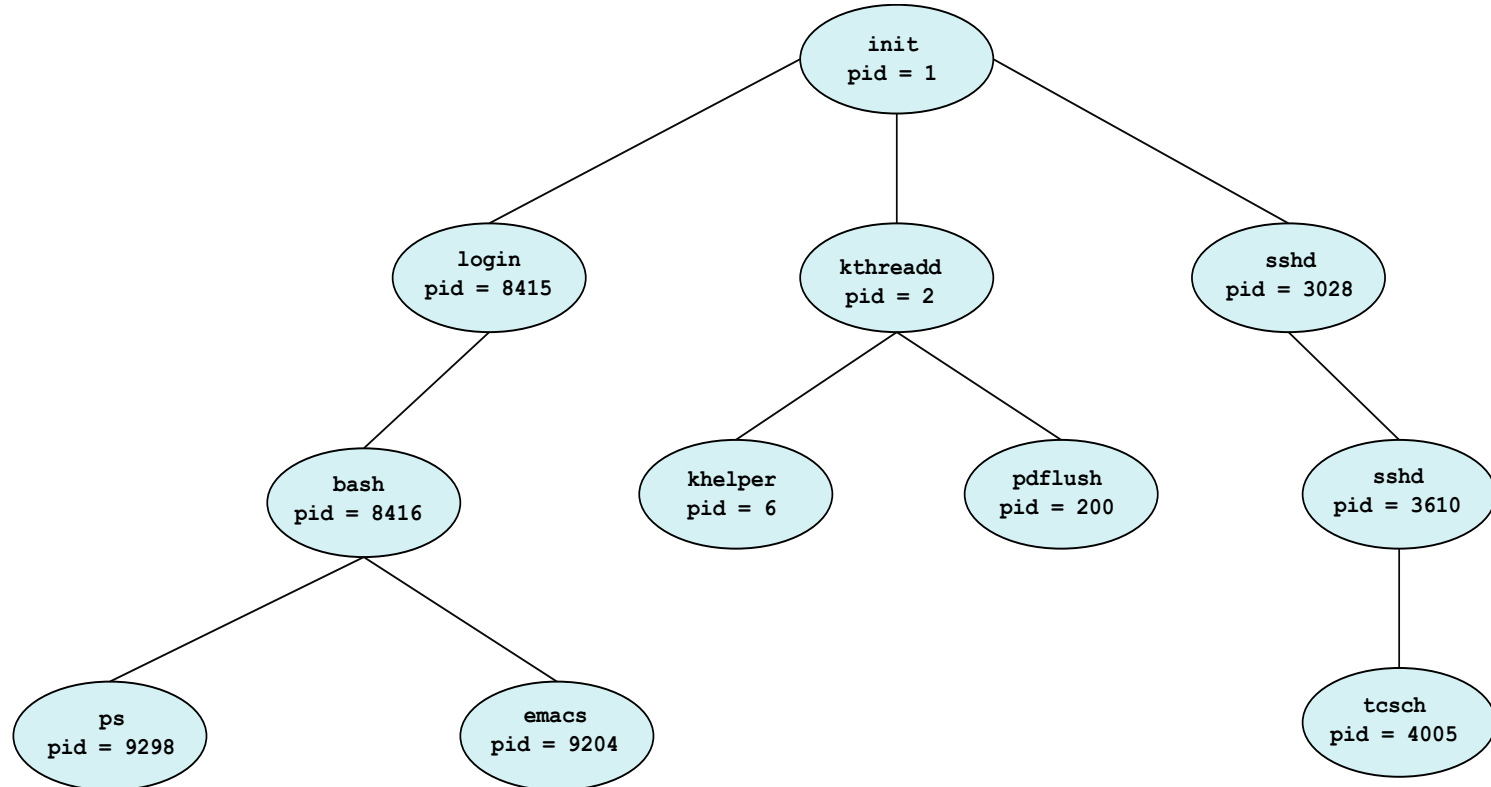 init
pid = 1
login
pid = 8415
kthreadd
pid = 2
sshd
pid = 3028
bash
pid = 8416
khelper
pid = 6
pdflush
pid = 200
sshd
pid = 3610
ps
pid = 9298
emacs
pid = 9204
tcsch
pid = 4005